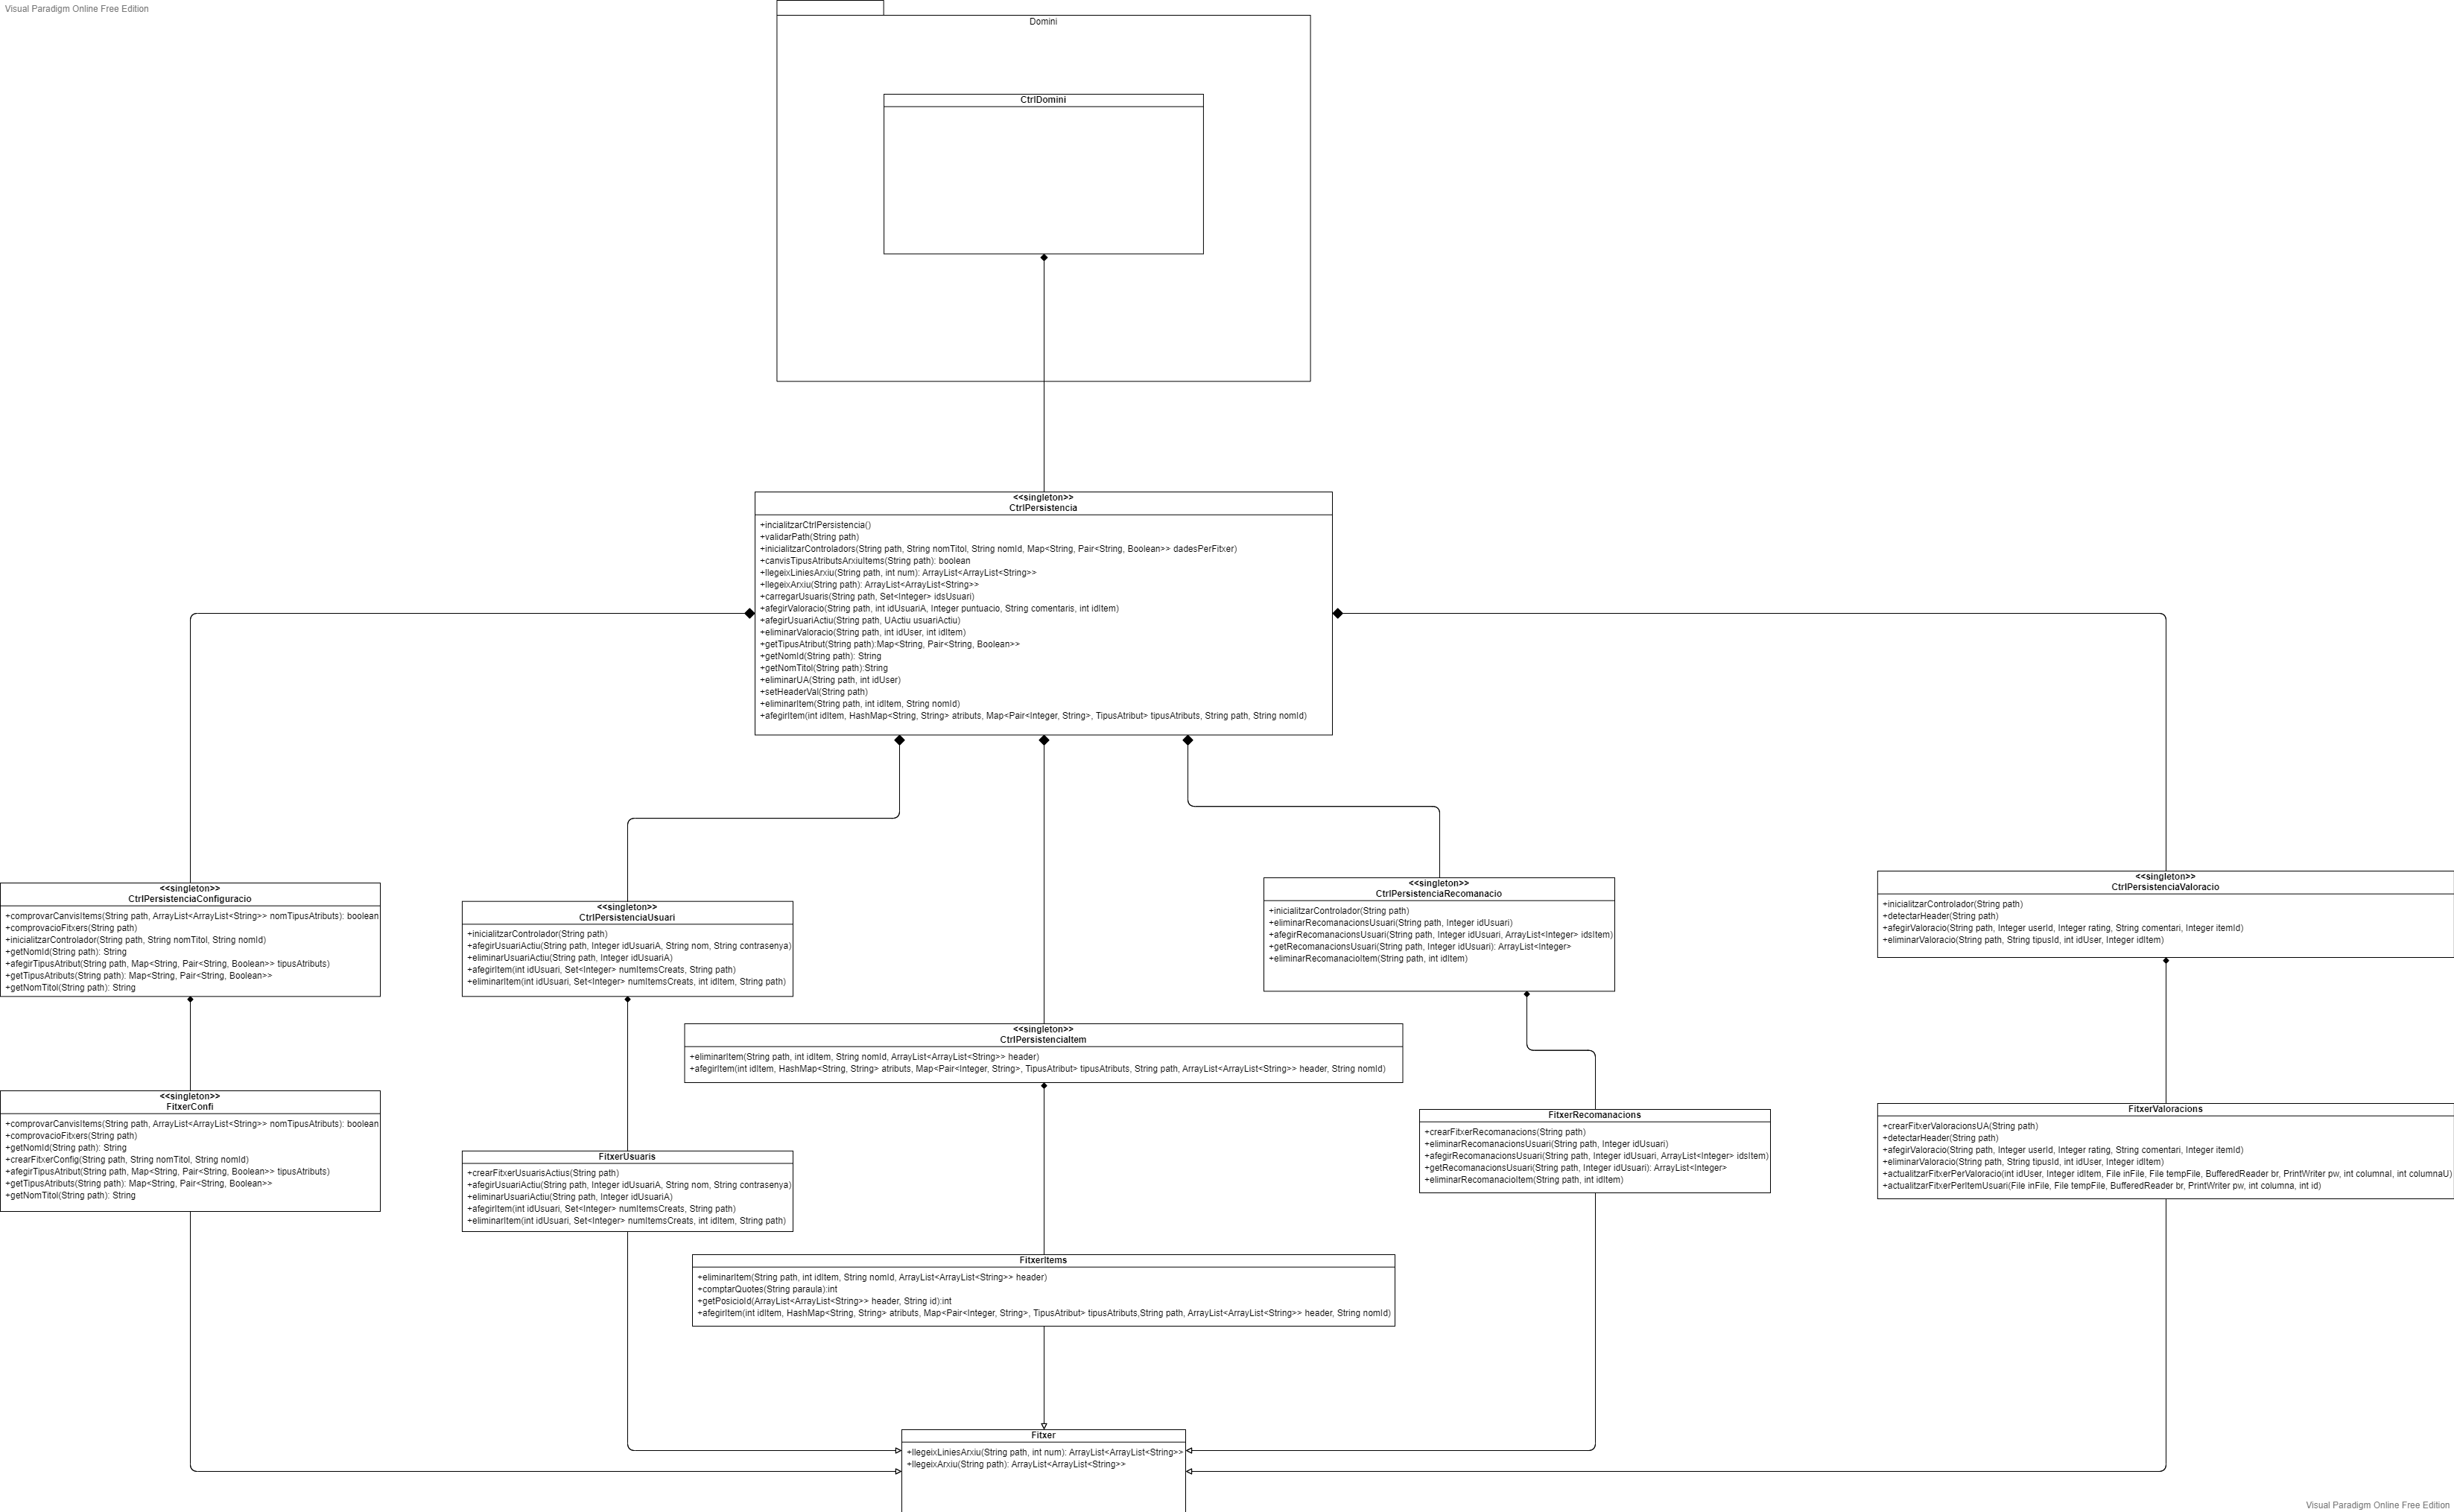 Visual Paradigm Online Free Edition
Domini
CtrlDomini
<<singleton>>
CtrlPersistencia
+incialitzarCtrlPersistencia()
+validarPath(String path)
+inicialitzarControladors(String path, String nomTitol, String nomId, Map<String, Pair<String, Boolean>> dadesPerFitxer)
+canvisTipusAtributsArxiuItems(String path): boolean
+llegeixLiniesArxiu(String path, int num): ArrayList<ArrayList<String>>
+llegeixArxiu(String path): ArrayList<ArrayList<String>>
+carregarUsuaris(String path, Set<Integer> idsUsuari)
+afegirValoracio(String path, int idUsuariA, Integer puntuacio, String comentaris, int idItem)
+afegirUsuariActiu(String path, UActiu usuariActiu)
+eliminarValoracio(String path, int idUser, int idItem)
+getTipusAtribut(String path):Map<String, Pair<String, Boolean>>
+getNomId(String path): String
+getNomTitol(String path):String
+eliminarUA(String path, int idUser)
+setHeaderVal(String path)
+eliminarItem(String path, int idItem, String nomId)
+afegirItem(int idItem, HashMap<String, String> atributs, Map<Pair<Integer, String>, TipusAtribut> tipusAtributs, String path, String nomId)
<<singleton>>
CtrlPersistenciaConfiguracio
+comprovarCanvisItems(String path, ArrayList<ArrayList<String>> nomTipusAtributs): boolean
+comprovacioFitxers(String path)
+inicialitzarControlador(String path, String nomTitol, String nomId)
+getNomId(String path): String
+afegirTipusAtribut(String path, Map<String, Pair<String, Boolean>> tipusAtributs)
+getTipusAtributs(String path): Map<String, Pair<String, Boolean>>
+getNomTitol(String path): String
<<singleton>>
CtrlPersistenciaUsuari
+inicialitzarControlador(String path)
+afegirUsuariActiu(String path, Integer idUsuariA, String nom, String contrasenya)
+eliminarUsuariActiu(String path, Integer idUsuariA)
+afegirItem(int idUsuari, Set<Integer> numItemsCreats, String path)
+eliminarItem(int idUsuari, Set<Integer> numItemsCreats, int idItem, String path)
<<singleton>>
CtrlPersistenciaItem
+eliminarItem(String path, int idItem, String nomId, ArrayList<ArrayList<String>> header)
+afegirItem(int idItem, HashMap<String, String> atributs, Map<Pair<Integer, String>, TipusAtribut> tipusAtributs, String path, ArrayList<ArrayList<String>> header, String nomId)
<<singleton>>
CtrlPersistenciaRecomanacio
+inicialitzarControlador(String path)
+eliminarRecomanacionsUsuari(String path, Integer idUsuari)
+afegirRecomanacionsUsuari(String path, Integer idUsuari, ArrayList<Integer> idsItem)
+getRecomanacionsUsuari(String path, Integer idUsuari): ArrayList<Integer>
+eliminarRecomanacioItem(String path, int idItem)
<<singleton>>
CtrlPersistenciaValoracio
+inicialitzarControlador(String path)
+detectarHeader(String path)
+afegirValoracio(String path, Integer userId, Integer rating, String comentari, Integer itemId)
+eliminarValoracio(String path, String tipusId, int idUser, Integer idItem)
<<singleton>>
FitxerConfi
+comprovarCanvisItems(String path, ArrayList<ArrayList<String>> nomTipusAtributs): boolean
+comprovacioFitxers(String path)
+getNomId(String path): String
+crearFitxerConfig(String path, String nomTitol, String nomId)
+afegirTipusAtribut(String path, Map<String, Pair<String, Boolean>> tipusAtributs)
+getTipusAtributs(String path): Map<String, Pair<String, Boolean>>
+getNomTitol(String path): String
FitxerUsuaris
+crearFitxerUsuarisActius(String path)
+afegirUsuariActiu(String path, Integer idUsuariA, String nom, String contrasenya)
+eliminarUsuariActiu(String path, Integer idUsuariA)
+afegirItem(int idUsuari, Set<Integer> numItemsCreats, String path)
+eliminarItem(int idUsuari, Set<Integer> numItemsCreats, int idItem, String path)
FitxerItems
+eliminarItem(String path, int idItem, String nomId, ArrayList<ArrayList<String>> header)
+comptarQuotes(String paraula):int
+getPosicioId(ArrayList<ArrayList<String>> header, String id):int
+afegirItem(int idItem, HashMap<String, String> atributs, Map<Pair<Integer, String>, TipusAtribut> tipusAtributs,String path, ArrayList<ArrayList<String>> header, String nomId)
FitxerRecomanacions
+crearFitxerRecomanacions(String path)
+eliminarRecomanacionsUsuari(String path, Integer idUsuari)
+afegirRecomanacionsUsuari(String path, Integer idUsuari, ArrayList<Integer> idsItem)
+getRecomanacionsUsuari(String path, Integer idUsuari): ArrayList<Integer>
+eliminarRecomanacioItem(String path, int idItem)
FitxerValoracions
+crearFitxerValoracionsUA(String path)
+detectarHeader(String path)
+afegirValoracio(String path, Integer userId, Integer rating, String comentari, Integer itemId)
+eliminarValoracio(String path, String tipusId, int idUser, Integer idItem)
+actualitzarFitxerPerValoracio(int idUser, Integer idItem, File inFile, File tempFile, BufferedReader br, PrintWriter pw, int columnaI, int columnaU)
+actualitzarFitxerPerItemUsuari(File inFile, File tempFile, BufferedReader br, PrintWriter pw, int columna, int id)
Fitxer
+llegeixLiniesArxiu(String path, int num): ArrayList<ArrayList<String>>
+llegeixArxiu(String path): ArrayList<ArrayList<String>>
Visual Paradigm Online Free Edition